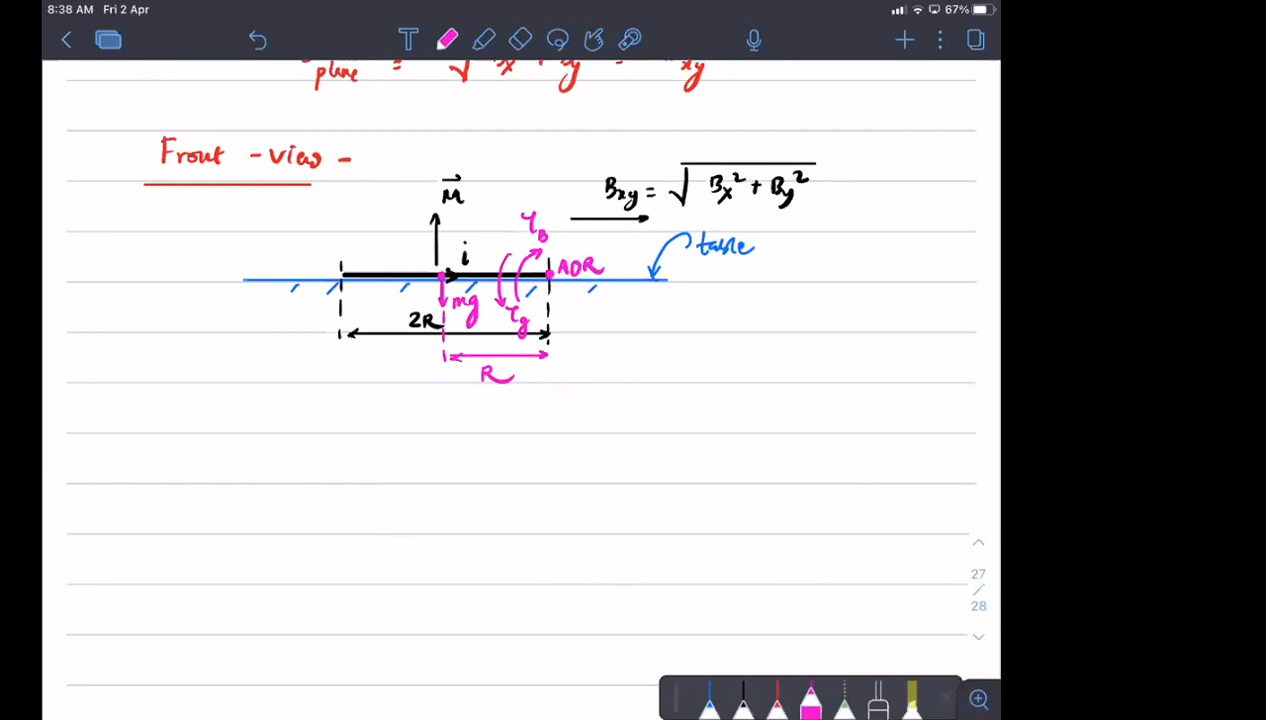 8:38 AM Fri 2 Apr
67%
T
plane = √
xy
Front - view -
M
Bxy = √ Bx² + By²
τB
table
i
AOR
mg
τg
2R
R
27
/
28